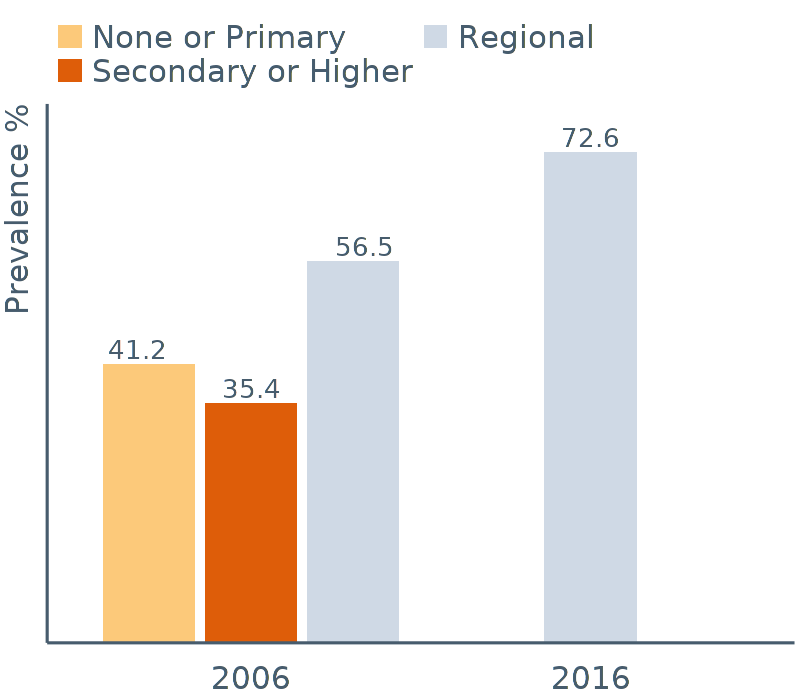 None or Primary
Regional
Secondary or Higher
Prevalence %
72.6
56.5
41.2
35.4
2006
2016